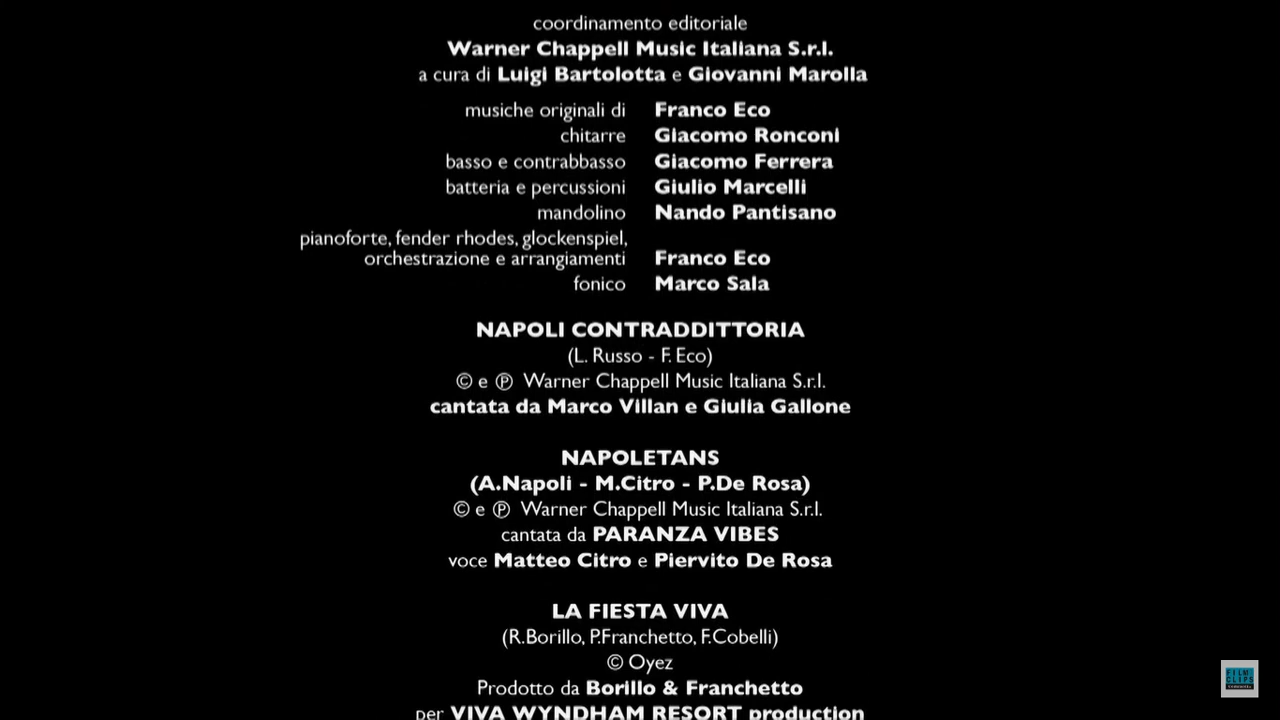 coordinamento editoriale
Warner Chappell Music Italiana S.r.l.
a cura di Luigi Bartolotta e Giovanni Marolla
musiche originali di Franco Eco
chitarre Giacomo Ronconi
basso e contrabbasso Giacomo Ferrera
batteria e percussioni Giulio Marcelli
mandolino Nando Pantisano
pianoforte, fender rhodes, glockenspiel,
orchestrazione e arrangiamenti Franco Eco
fonico Marco Sala
NAPOLI CONTRADDITTORIA
(L. Russo - F. Eco)
© e ℗ Warner Chappell Music Italiana S.r.l.
cantata da Marco Villan e Giulia Gallone
NAPOLETANS
(A.Napoli - M.Citro - P.De Rosa)
© e ℗ Warner Chappell Music Italiana S.r.l.
cantata da PARANZA VIBES
voce Matteo Citro e Piervito De Rosa
LA FIESTA VIVA
(R.Borillo, P.Franchetto, F.Cobelli)
© Oyez
Prodotto da Borillo & Franchetto
per VIVA WYNDHAM RESORT production
FILM
CLIPS